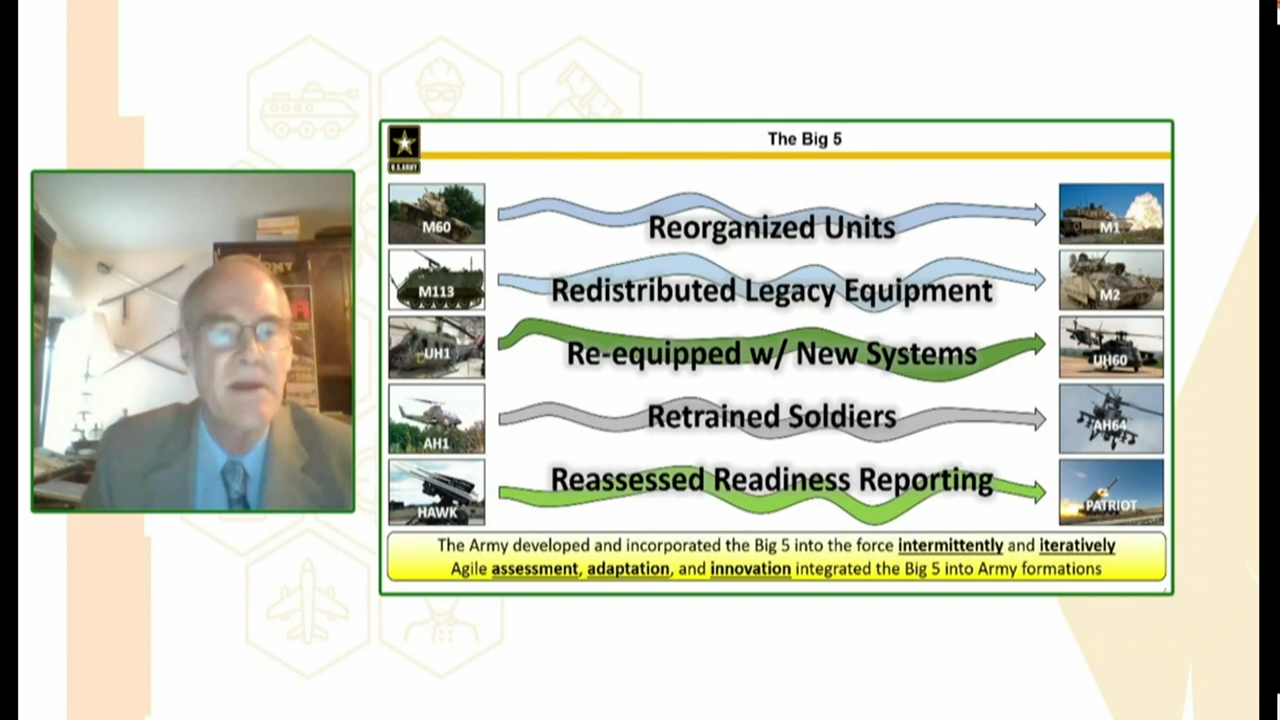 The Big 5
U.S.ARMY
M60
Reorganized Units
M1
M113
Redistributed Legacy Equipment
M2
UH1
Re-equipped w/ New Systems
UH60
AH1
Retrained Soldiers
AH64
HAWK
Reassessed Readiness Reporting
PATRIOT
The Army developed and incorporated the Big 5 into the force intermittently and iteratively
Agile assessment, adaptation, and innovation integrated the Big 5 into Army formations